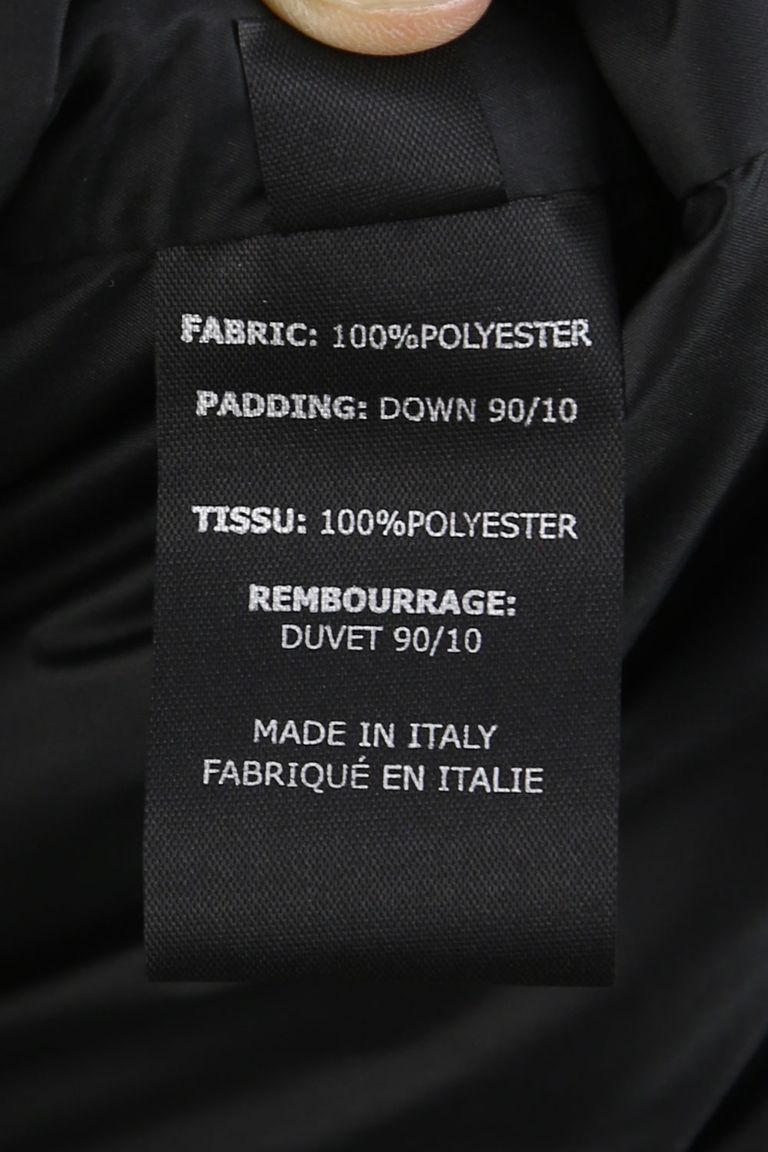 FABRIC: 100%POLYESTER
PADDING: DOWN 90/10
TISSU: 100%POLYESTER
REMBOURRAGE:
DUVET 90/10
MADE IN ITALY
FABRIQUÉ EN ITALIE